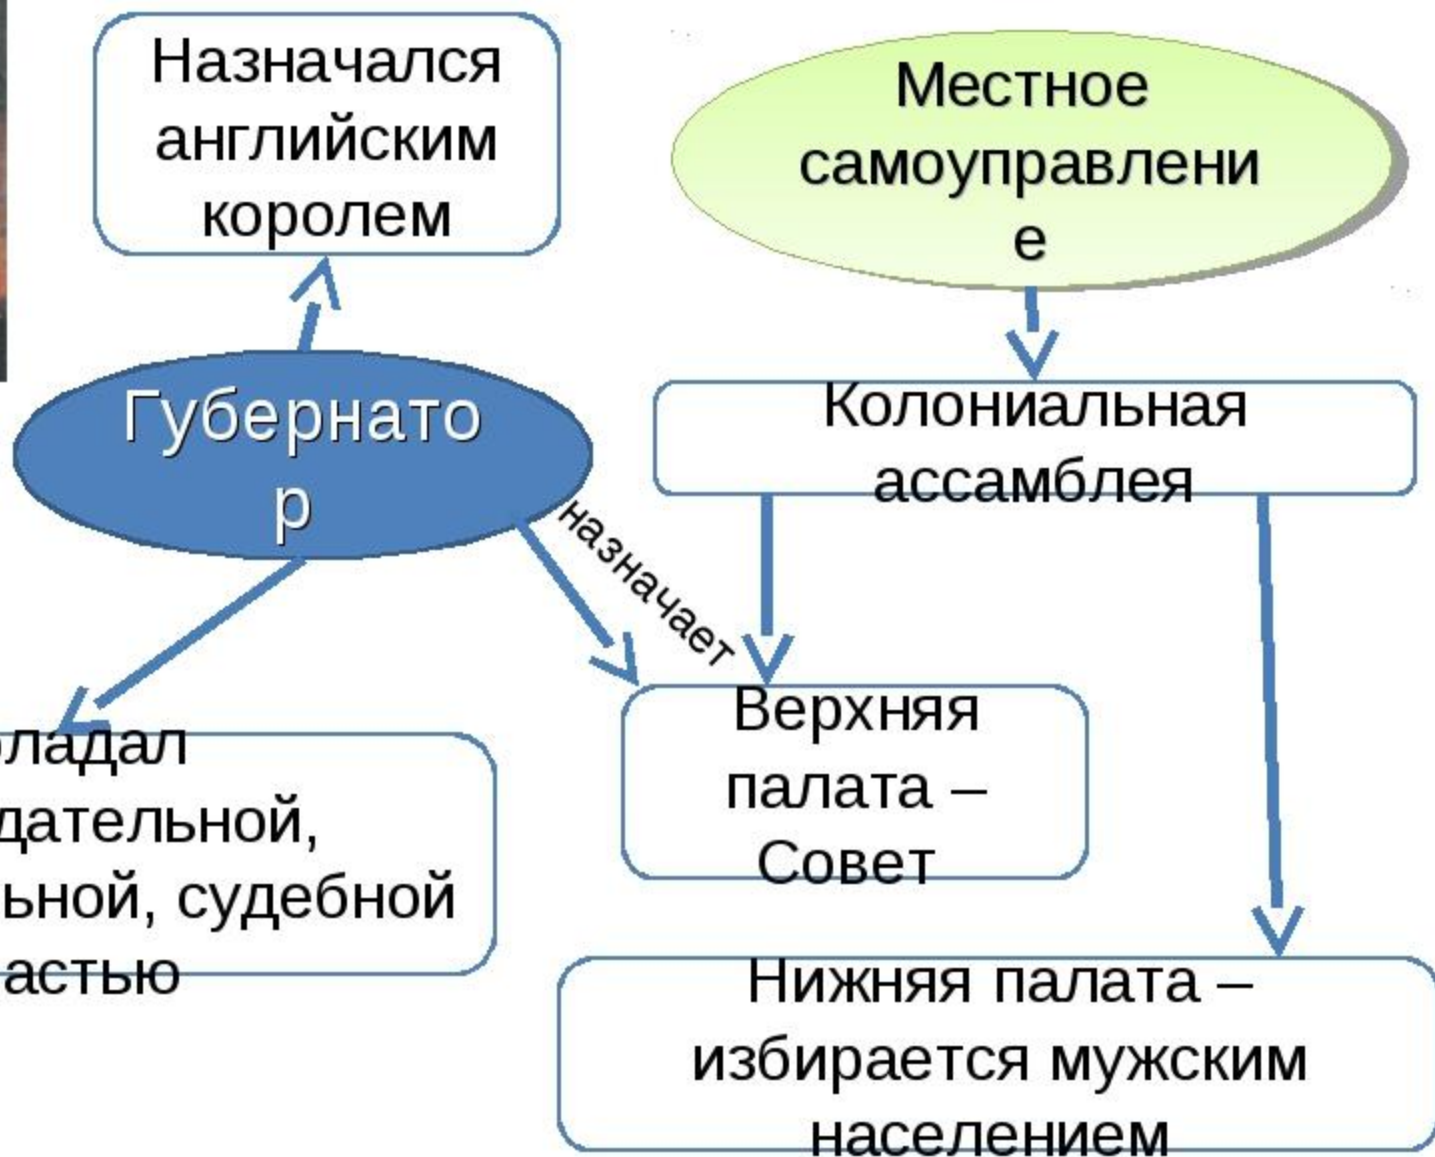 Назначался
английским
королем
Местное
самоуправлени
е
Губернато
р
Колониальная
ассамблея
назначает
Верхняя
палата –
Совет
ладал
дательной,
ьной, судебной
астью
Нижняя палата –
избирается мужским
населением